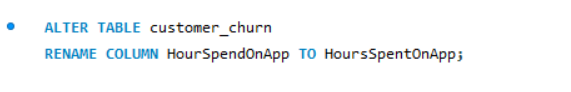 ALTER TABLE customer_churn
RENAME COLUMN HourSpendOnApp TO HoursSpentOnApp;